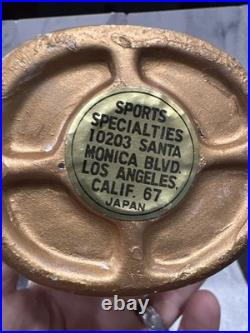 SPORTS
SPECIALTIES
10203 SANTA
MONICA BLVD.
LOS ANGELES,
CALIF. 67
JAPAN